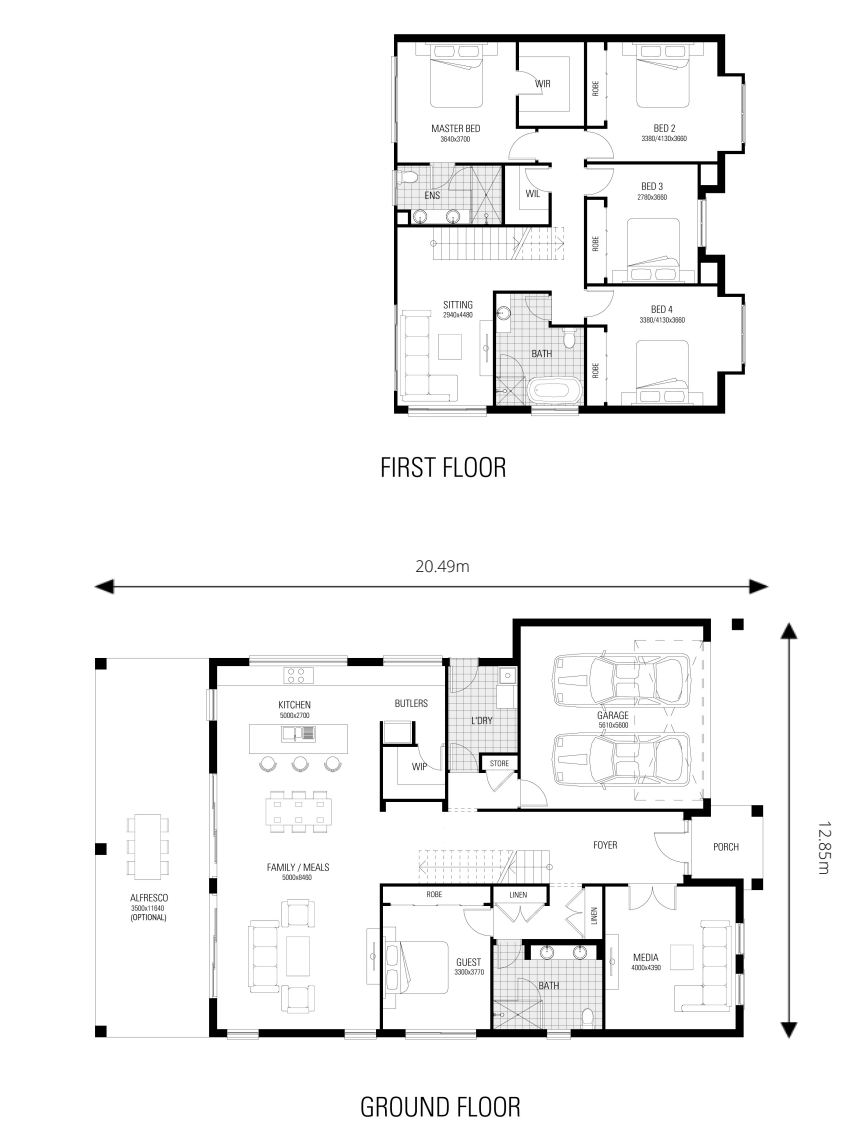 MASTER BED
3640x3700
WIR
ROBE
BED 2
3380/4130x3660
ENS
WIL
BED 3
2780x3660
ROBE
SITTING
2940x4480
BED 4
3380/4130x3660
BATH
ROBE
FIRST FLOOR
20.49m
KITCHEN
5000x2700
BUTLERS
L'DRY
GARAGE
5610x5600
WIP
STORE
12.85m
FOYER
PORCH
FAMILY / MEALS
5000x8460
ALFRESCO
3500x11640
(OPTIONAL)
ROBE
LINEN
LINEN
GUEST
3300x3770
BATH
MEDIA
4000x4390
GROUND FLOOR